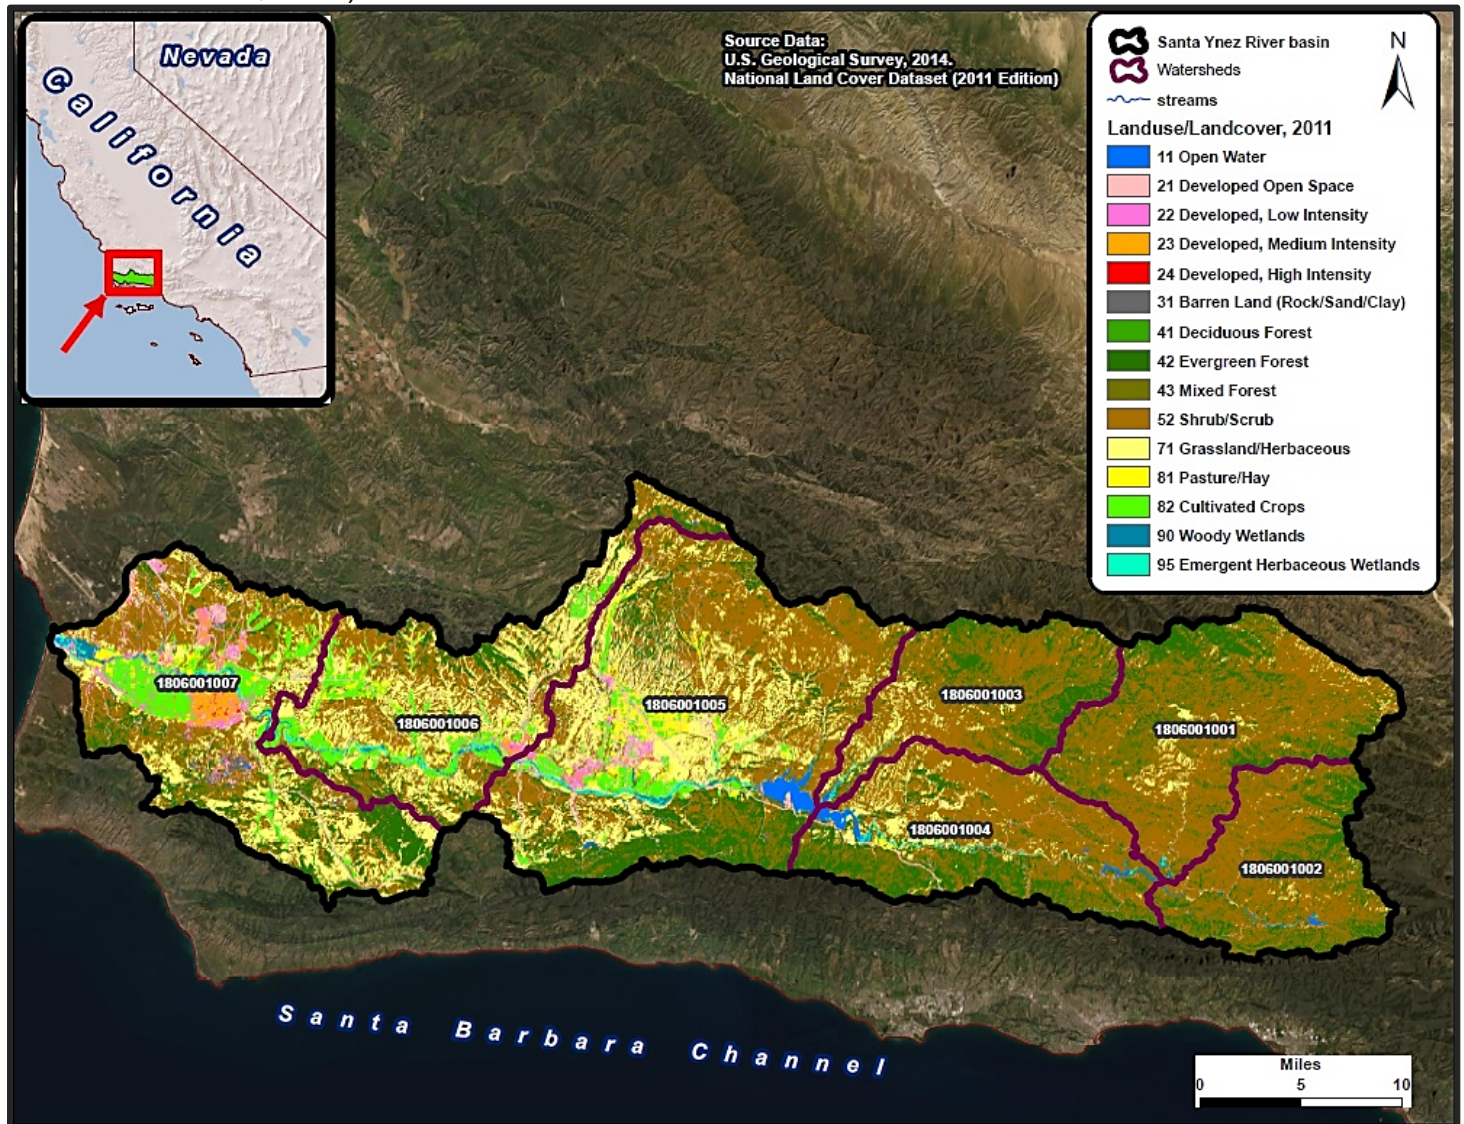 Nevada
California
Source Data:
U.S. Geological Survey, 2014.
National Land Cover Dataset (2011 Edition)
Santa Ynez River basin
Watersheds
streams
N
Landuse/Landcover, 2011
11 Open Water
21 Developed Open Space
22 Developed, Low Intensity
23 Developed, Medium Intensity
24 Developed, High Intensity
31 Barren Land (Rock/Sand/Clay)
41 Deciduous Forest
42 Evergreen Forest
43 Mixed Forest
52 Shrub/Scrub
71 Grassland/Herbaceous
81 Pasture/Hay
82 Cultivated Crops
90 Woody Wetlands
95 Emergent Herbaceous Wetlands
1806001007
1806001006
1806001005
1806001003
1806001001
1806001004
1806001002
Santa Barbara Channel
Miles
0 5 10